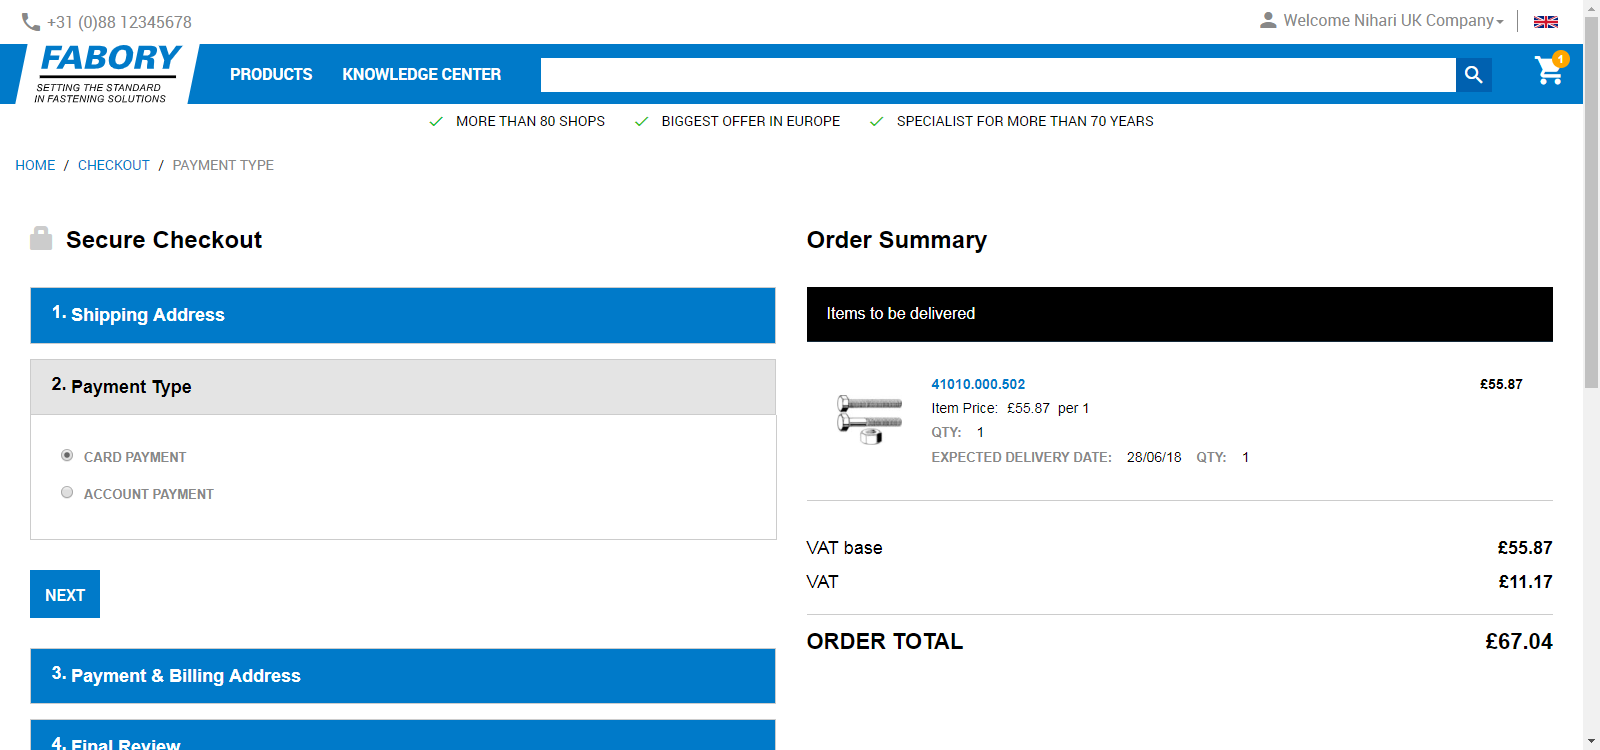 +31 (0)88 12345678
Welcome Nihari UK Company
FABORY
SETTING THE STANDARD
IN FASTENING SOLUTIONS
PRODUCTS KNOWLEDGE CENTER
1
MORE THAN 80 SHOPS BIGGEST OFFER IN EUROPE SPECIALIST FOR MORE THAN 70 YEARS
HOME / CHECKOUT / PAYMENT TYPE
Secure Checkout
1. Shipping Address
2. Payment Type
CARD PAYMENT
ACCOUNT PAYMENT
NEXT
3. Payment & Billing Address
4. Final Review
Order Summary
Items to be delivered
41010.000.502 £55.87
Item Price: £55.87 per 1
QTY: 1
EXPECTED DELIVERY DATE: 28/06/18 QTY: 1
VAT base £55.87
VAT £11.17
ORDER TOTAL £67.04